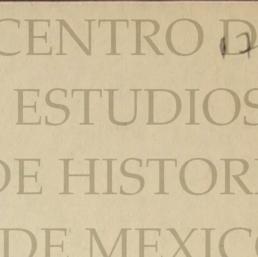 CENTRO D
ESTUDIOS
DE HISTORI
DE MEXICO